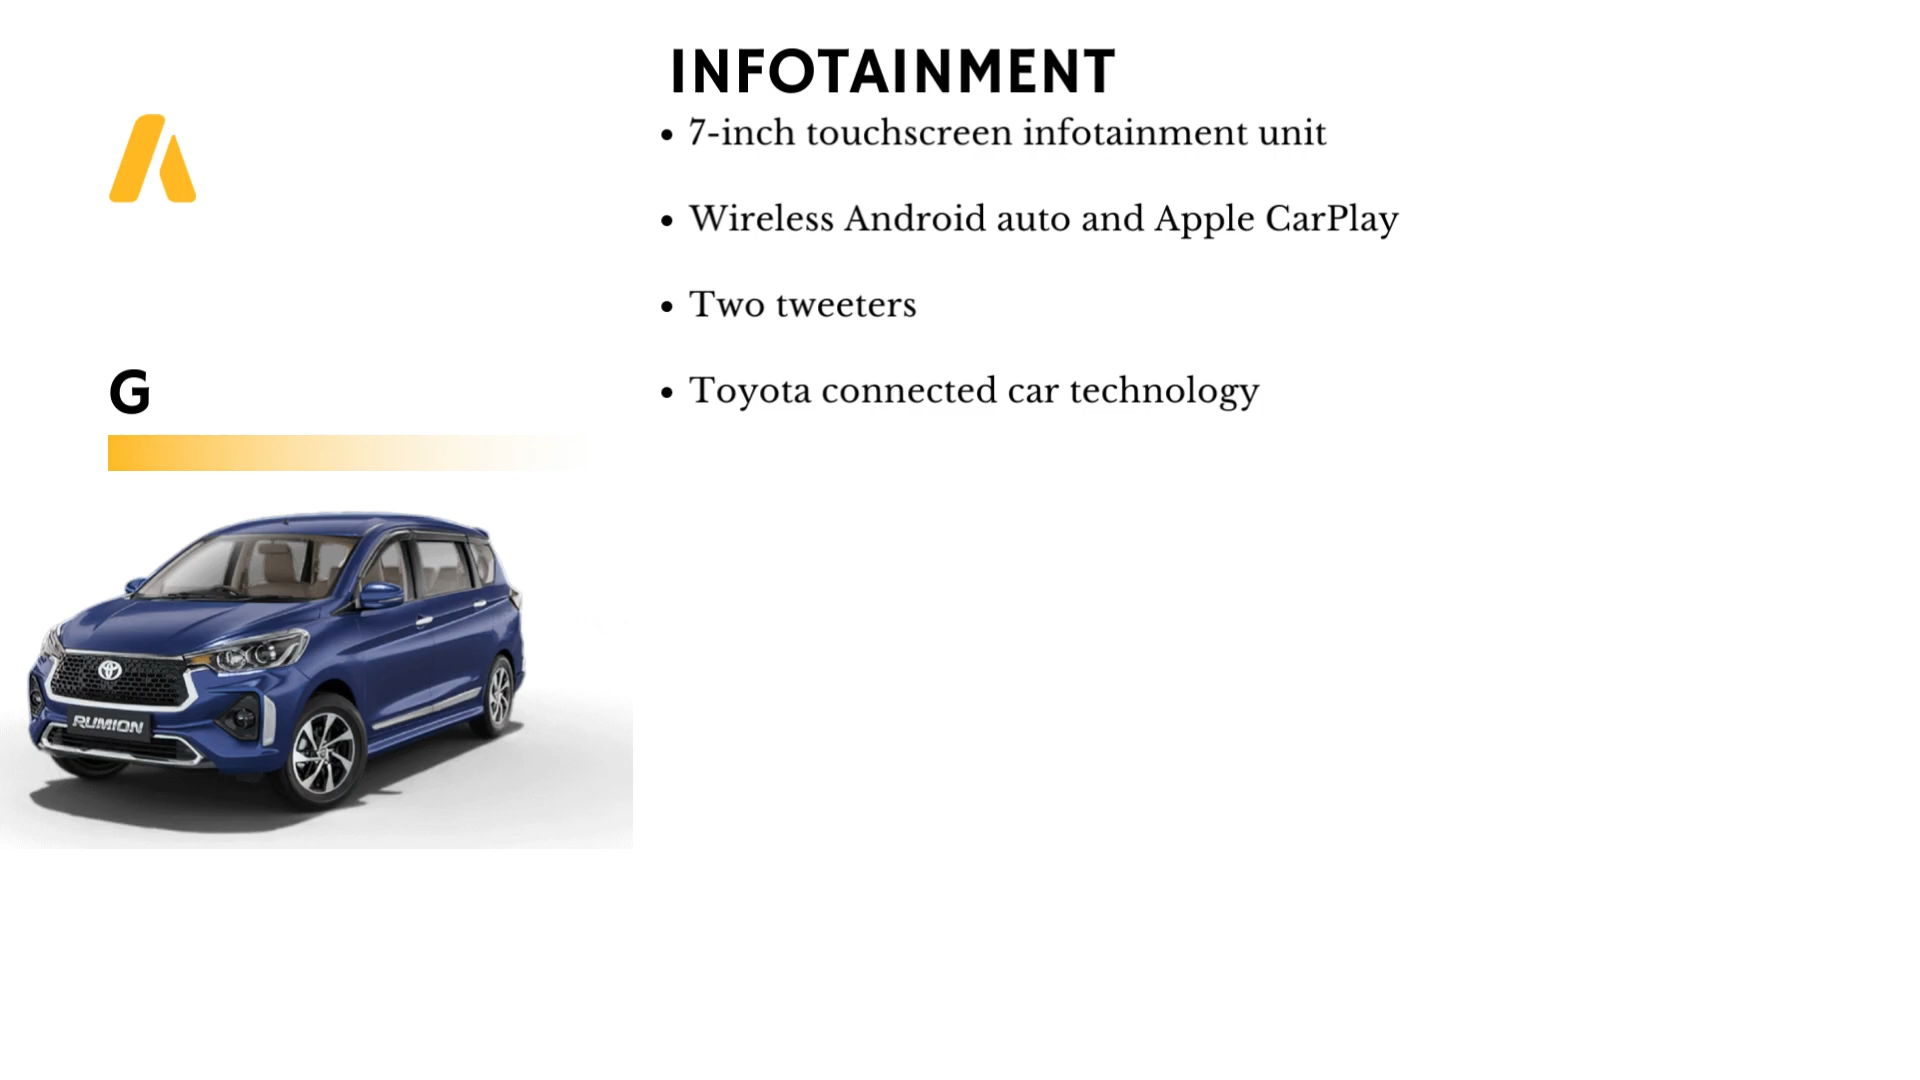 INFOTAINMENT
• 7-inch touchscreen infotainment unit
• Wireless Android auto and Apple CarPlay
• Two tweeters
• Toyota connected car technology
G
RUMION